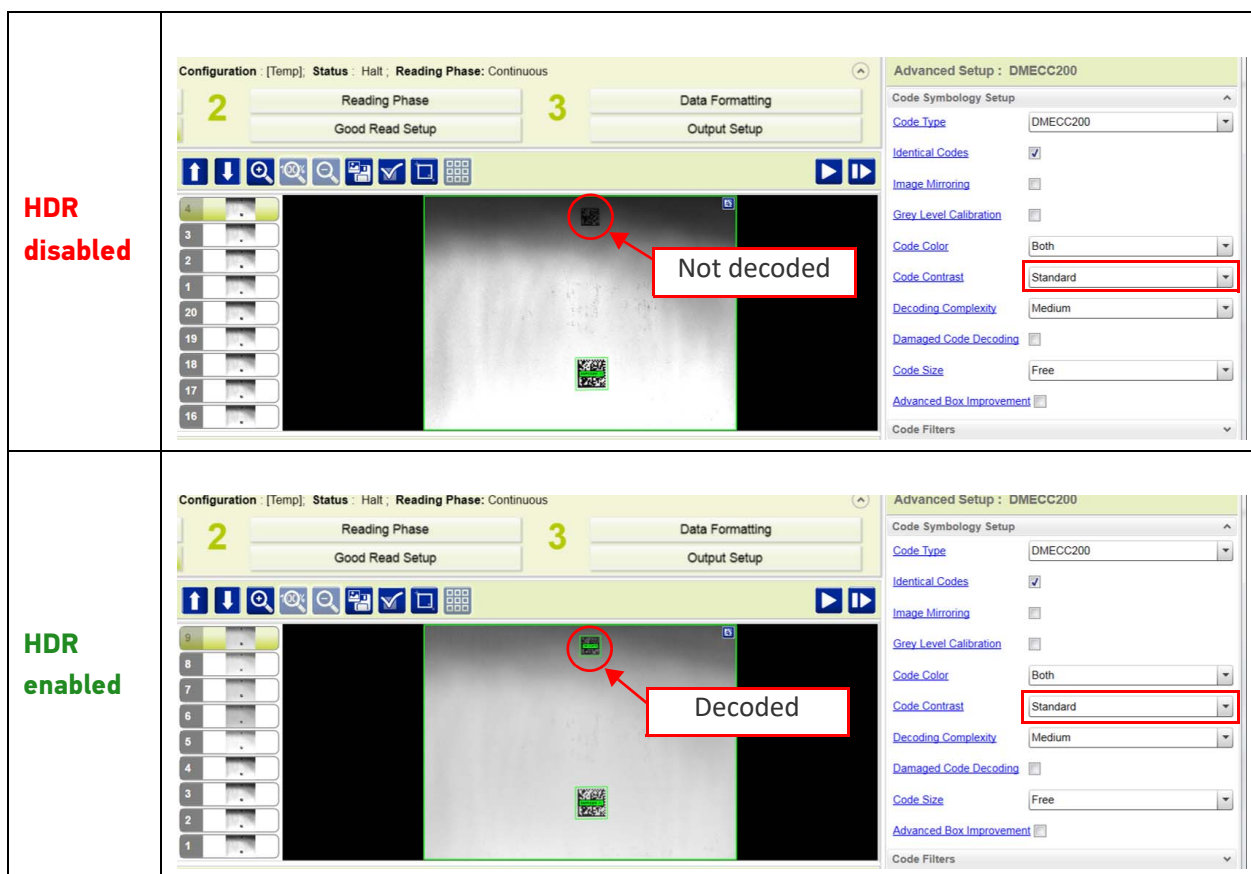 HDR
disabled
Configuration : [Temp]; Status : Halt ; Reading Phase: Continuous
2
Reading Phase
Good Read Setup
3
Data Formatting
Output Setup
4
3
2
1
20
19
18
17
16
Not decoded
Advanced Setup : DMECC200
Code Symbology Setup
Code Type DMECC200
Identical Codes
Image Mirroring
Grey Level Calibration
Code Color Both
Code Contrast Standard
Decoding Complexity Medium
Damaged Code Decoding
Code Size Free
Advanced Box Improvement
Code Filters
HDR
enabled
Configuration : [Temp]; Status : Halt ; Reading Phase: Continuous
2
Reading Phase
Good Read Setup
3
Data Formatting
Output Setup
9
8
7
6
5
4
3
2
1
Decoded
Advanced Setup : DMECC200
Code Symbology Setup
Code Type DMECC200
Identical Codes
Image Mirroring
Grey Level Calibration
Code Color Both
Code Contrast Standard
Decoding Complexity Medium
Damaged Code Decoding
Code Size Free
Advanced Box Improvement
Code Filters